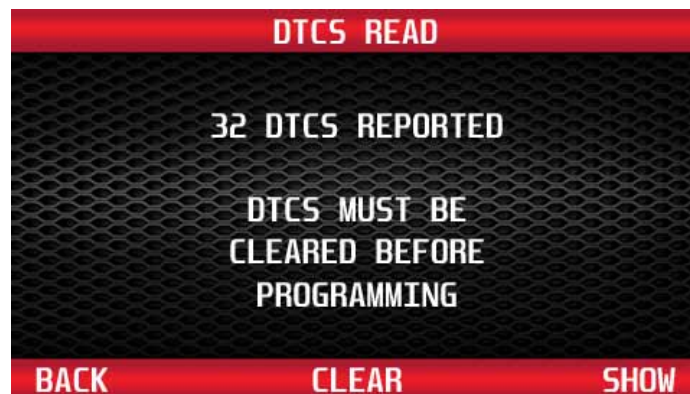 DTCS READ
32 DTCS REPORTED
DTCS MUST BE
CLEARED BEFORE
PROGRAMMING
BACK CLEAR SHOW